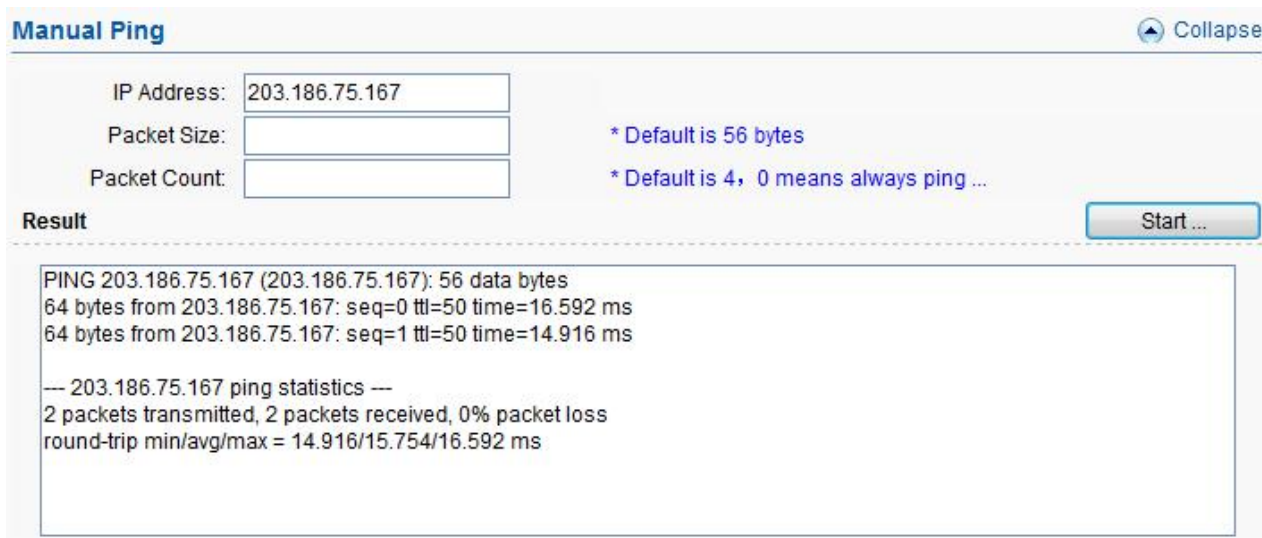 Manual Ping
Collapse
IP Address: 203.186.75.167
Packet Size: * Default is 56 bytes
Packet Count: * Default is 4，0 means always ping ...
Result
Start ...
PING 203.186.75.167 (203.186.75.167): 56 data bytes
64 bytes from 203.186.75.167: seq=0 ttl=50 time=16.592 ms
64 bytes from 203.186.75.167: seq=1 ttl=50 time=14.916 ms
--- 203.186.75.167 ping statistics ---
2 packets transmitted, 2 packets received, 0% packet loss
round-trip min/avg/max = 14.916/15.754/16.592 ms